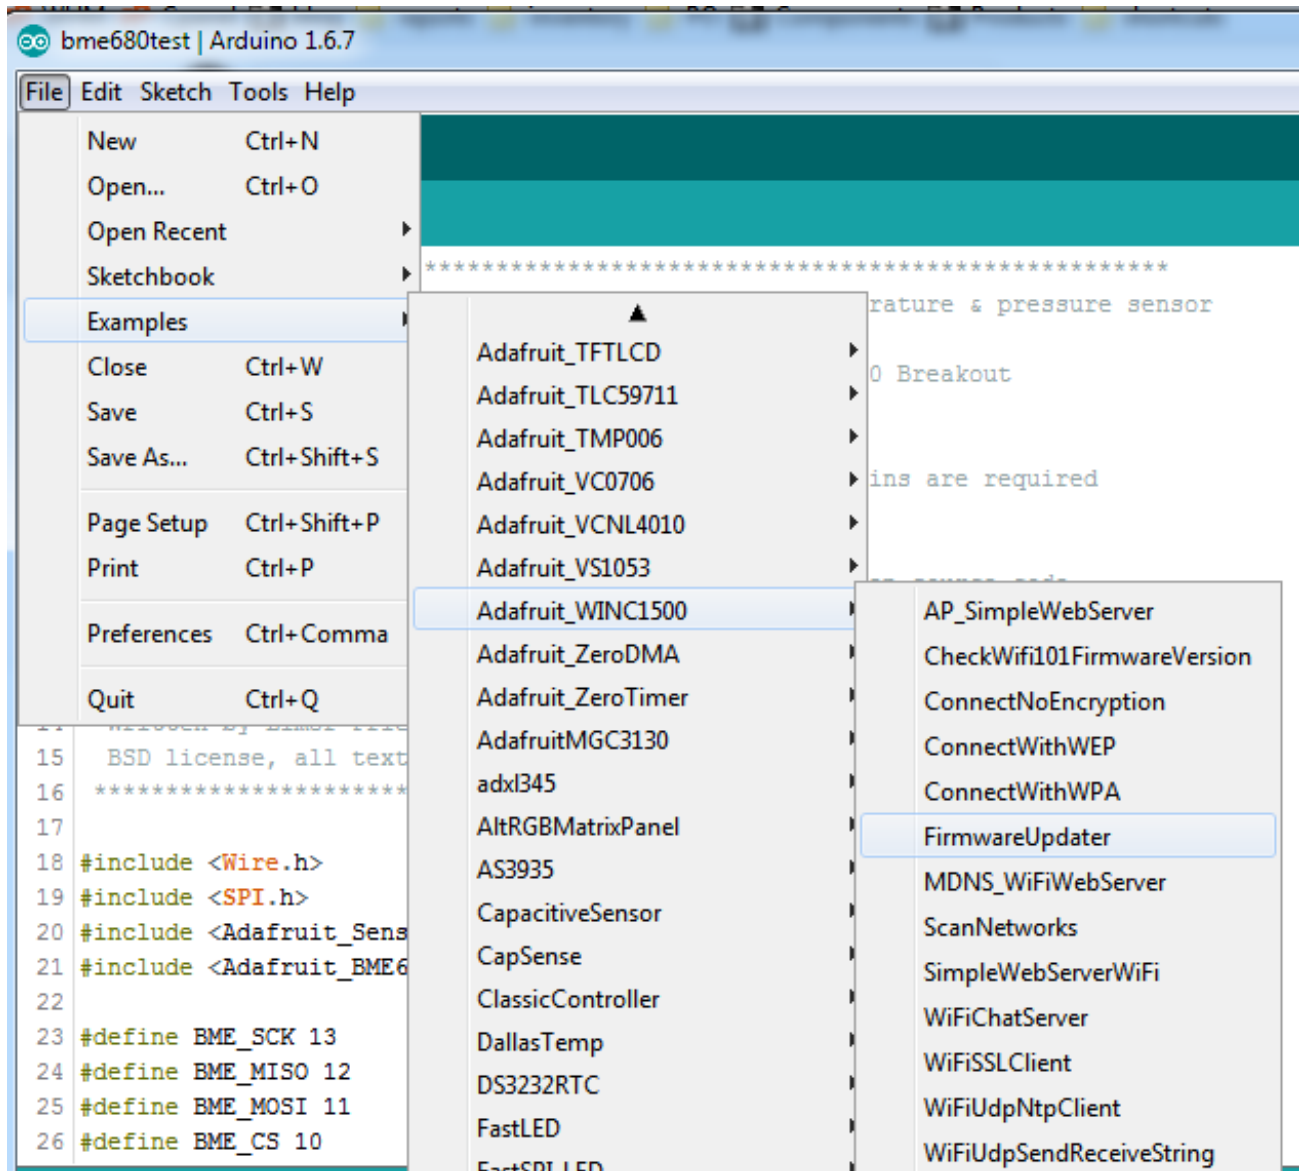 bme680test | Arduino 1.6.7
File Edit Sketch Tools Help
New Ctrl+N
Open... Ctrl+O
Open Recent
Sketchbook
Examples
Close Ctrl+W
Save Ctrl+S
Save As... Ctrl+Shift+S
Page Setup Ctrl+Shift+P
Print Ctrl+P
Preferences Ctrl+Comma
Quit Ctrl+Q
Adafruit_TFTLCD
Adafruit_TLC59711
Adafruit_TMP006
Adafruit_VC0706
Adafruit_VCNL4010
Adafruit_VS1053
Adafruit_WINC1500
Adafruit_ZeroDMA
Adafruit_ZeroTimer
AdafruitMGC3130
adxl345
AltRGBMatrixPanel
AS3935
CapacitiveSensor
CapSense
ClassicController
DallasTemp
DS3232RTC
FastLED
FastSPI_LED
AP_SimpleWebServer
CheckWifi101FirmwareVersion
ConnectNoEncryption
ConnectWithWEP
ConnectWithWPA
FirmwareUpdater
MDNS_WiFiWebServer
ScanNetworks
SimpleWebServerWiFi
WiFiChatServer
WiFiSSLClient
WiFiUdpNtpClient
WiFiUdpSendReceiveString
****************************************************
rature & pressure sensor
0 Breakout
ins are required
15 BSD license, all text
16 **********************
17
18 #include <Wire.h>
19 #include <SPI.h>
20 #include <Adafruit_Sens
21 #include <Adafruit_BME6
22
23 #define BME_SCK 13
24 #define BME_MISO 12
25 #define BME_MOSI 11
26 #define BME_CS 10